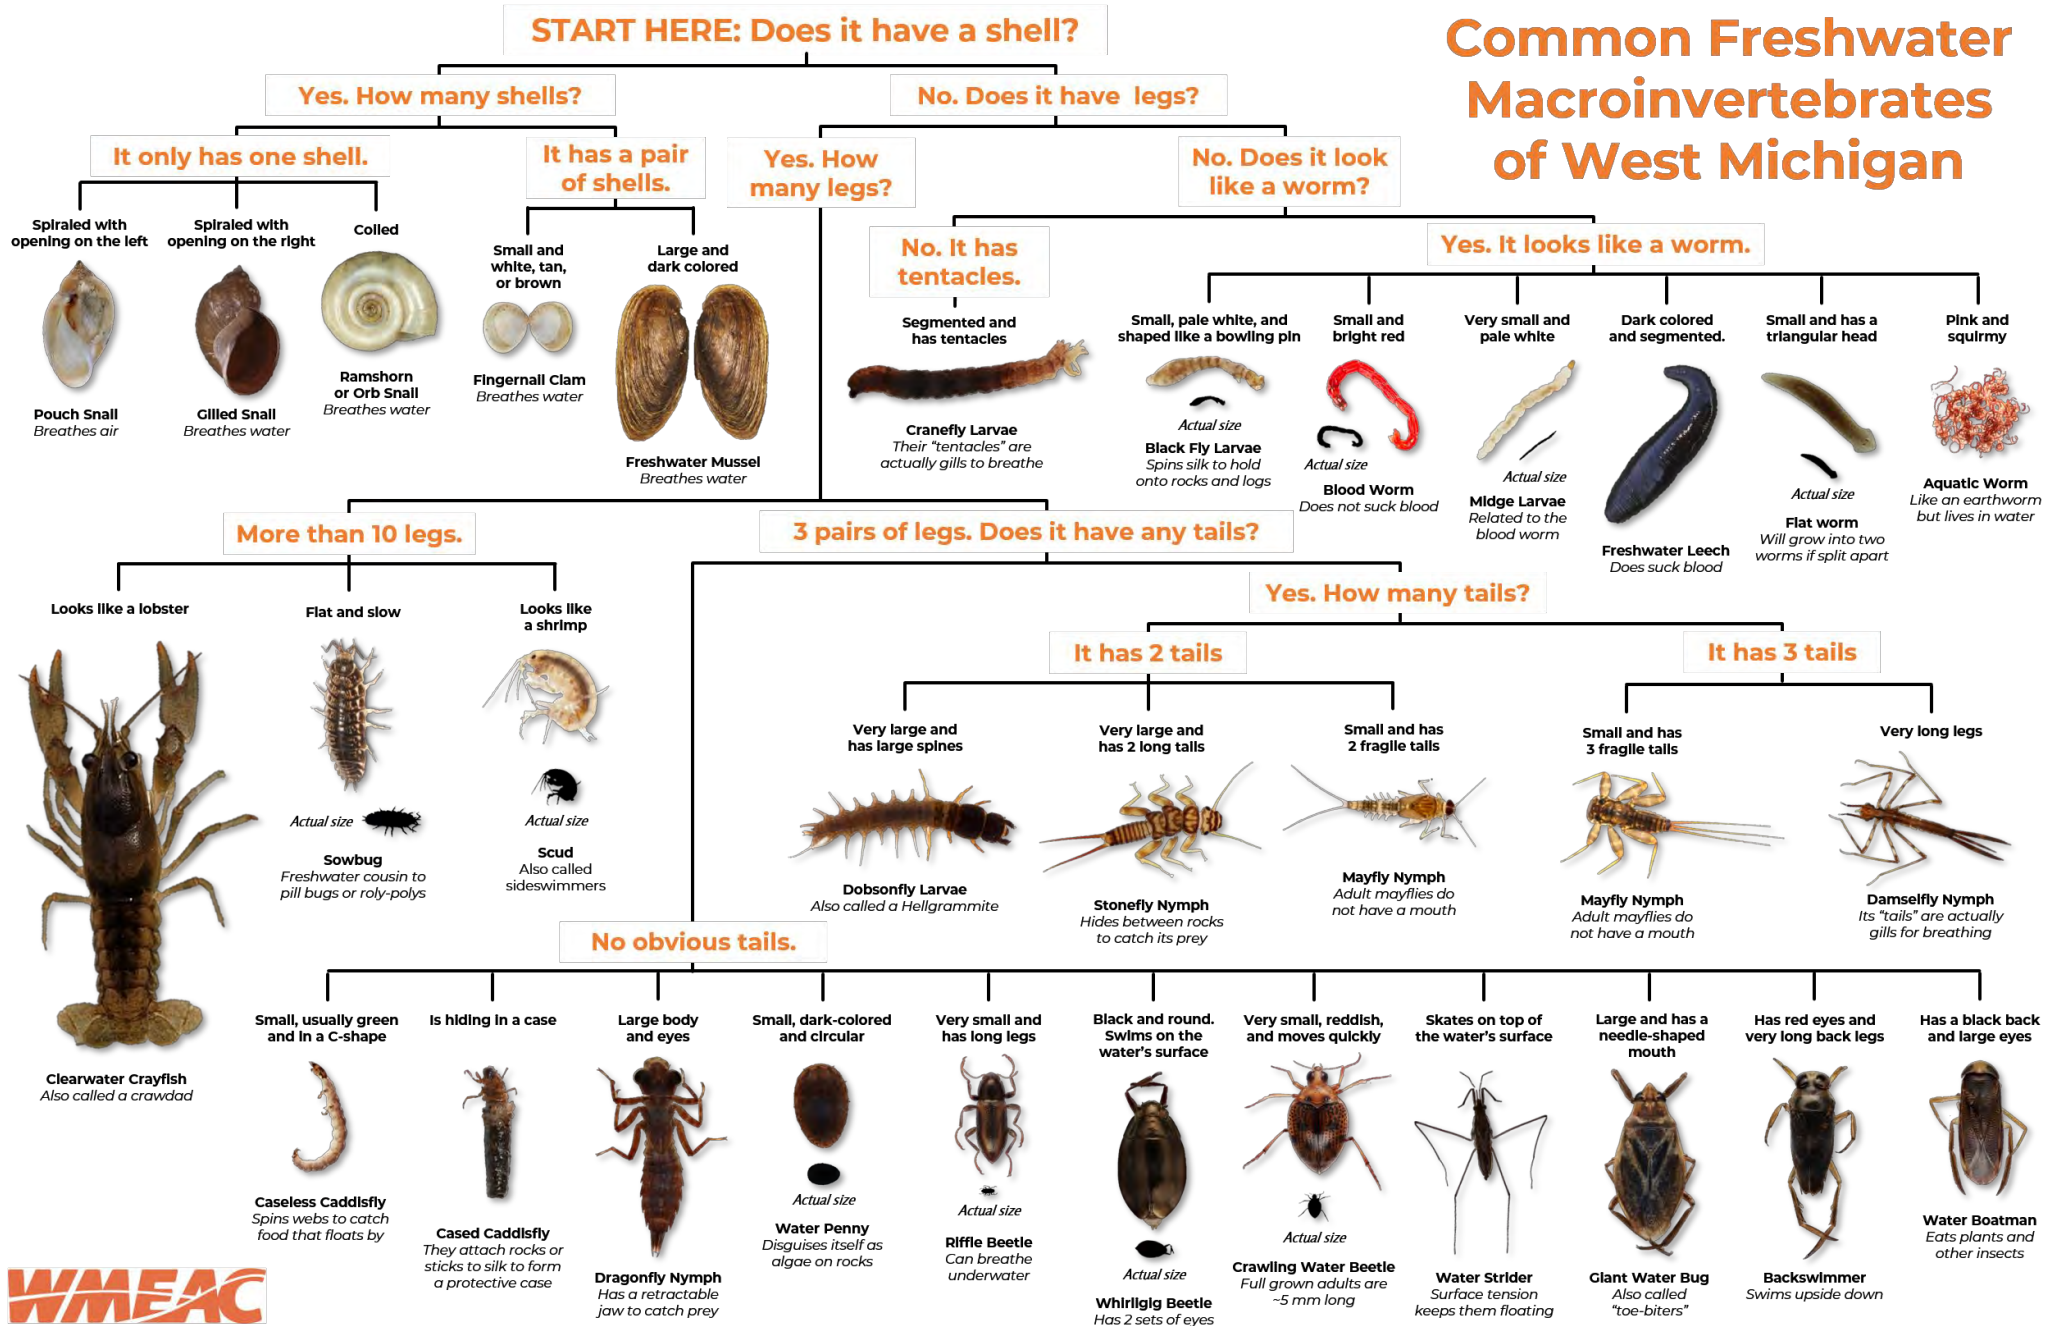 START HERE: Does it have a shell?
Common Freshwater
Macroinvertebrates
of West Michigan
Yes. How many shells?
No. Does it have legs?
It only has one shell.
It has a pair
of shells.
Yes. How
many legs?
No. Does it look
like a worm?
Spiraled with
opening on the left
Pouch Snail
Breathes air
Spiraled with
opening on the right
Gilled Snail
Breathes water
Coiled
Ramshorn
or Orb Snail
Breathes water
Small and
white, tan,
or brown
Fingernail Clam
Breathes water
Large and
dark colored
Freshwater Mussel
Breathes water
No. It has
tentacles.
Segmented and
has tentacles
Cranefly Larvae
Their "tentacles" are
actually gills to breathe
Yes. It looks like a worm.
Small, pale white, and
shaped like a bowling pin
Actual size
Black Fly Larvae
Spins silk to hold
onto rocks and logs
Small and
bright red
Actual size
Blood Worm
Does not suck blood
Very small and
pale white
Actual size
Midge Larvae
Related to the
blood worm
Dark colored
and segmented.
Freshwater Leech
Does suck blood
Small and has a
triangular head
Actual size
Flat worm
Will grow into two
worms if split apart
Pink and
squirmy
Aquatic Worm
Like an earthworm
but lives in water
More than 10 legs.
Looks like a lobster
Clearwater Crayfish
Also called a crawdad
Flat and slow
Actual size
Sowbug
Freshwater cousin to
pill bugs or roly-polys
Looks like
a shrimp
Actual size
Scud
Also called
sideswimmers
3 pairs of legs. Does it have any tails?
Yes. How many tails?
It has 2 tails
Very large and
has large spines
Dobsonfly Larvae
Also called a Hellgrammite
Very large and
has 2 long tails
Stonefly Nymph
Hides between rocks
to catch its prey
Small and has
2 fragile tails
Mayfly Nymph
Adult mayflies do
not have a mouth
It has 3 tails
Small and has
3 fragile tails
Mayfly Nymph
Adult mayflies do
not have a mouth
Very long legs
Damselfly Nymph
Its "tails" are actually
gills for breathing
No obvious tails.
Small, usually green
and in a C-shape
Caseless Caddisfly
Spins webs to catch
food that floats by
Is hiding in a case
Cased Caddisfly
They attach rocks or
sticks to silk to form
a protective case
Large body
and eyes
Dragonfly Nymph
Has a retractable
jaw to catch prey
Small, dark-colored
and circular
Actual size
Water Penny
Disguises itself as
algae on rocks
Very small and
has long legs
Actual size
Riffle Beetle
Can breathe
underwater
Black and round.
Swims on the
water's surface
Actual size
Whirligig Beetle
Has 2 sets of eyes
Very small, reddish,
and moves quickly
Actual size
Crawling Water Beetle
Full grown adults are
~5 mm long
Skates on top of
the water's surface
Water Strider
Surface tension
keeps them floating
Large and has a
needle-shaped
mouth
Giant Water Bug
Also called
"toe-biters"
Has red eyes and
very long back legs
Backswimmer
Swims upside down
Has a black back
and large eyes
Water Boatman
Eats plants and
other insects
WMEAC